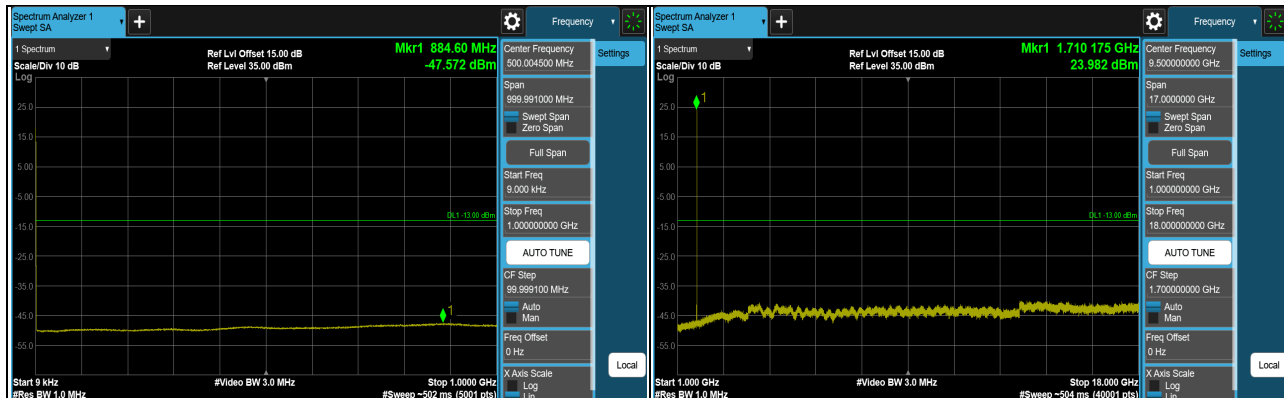 Spectrum Analyzer 1
Swept SA
+
Frequency
1 Spectrum
Scale/Div 10 dB
Log
Ref Lvl Offset 15.00 dB
Ref Level 35.00 dBm
Mkr1 884.60 MHz
-47.572 dBm
25.0
15.0
5.00
-5.00
-15.0
-25.0
-35.0
-45.0
-55.0
DL1 -13.00 dBm
1
Start 9 kHz
#Res BW 1.0 MHz
#Video BW 3.0 MHz
Stop 1.0000 GHz
#Sweep ~502 ms (5001 pts)
Center Frequency
500.004500 MHz
Span
999.991000 MHz
Swept Span
Zero Span
Full Span
Start Freq
9.000 kHz
Stop Freq
1.000000000 GHz
AUTO TUNE
CF Step
99.999100 MHz
Auto
Man
Freq Offset
0 Hz
X Axis Scale
Log
Lin
Settings
Local
Spectrum Analyzer 1
Swept SA
+
Frequency
1 Spectrum
Scale/Div 10 dB
Log
Ref Lvl Offset 15.00 dB
Ref Level 35.00 dBm
Mkr1 1.710 175 GHz
23.982 dBm
1
25.0
15.0
5.00
-5.00
-15.0
-25.0
-35.0
-45.0
-55.0
DL1 -13.00 dBm
Start 1.000 GHz
#Res BW 1.0 MHz
#Video BW 3.0 MHz
Stop 18.000 GHz
#Sweep ~504 ms (40001 pts)
Center Frequency
9.500000000 GHz
Span
17.0000000 GHz
Swept Span
Zero Span
Full Span
Start Freq
1.000000000 GHz
Stop Freq
18.000000000 GHz
AUTO TUNE
CF Step
1.700000000 GHz
Auto
Man
Freq Offset
0 Hz
X Axis Scale
Log
Lin
Settings
Local